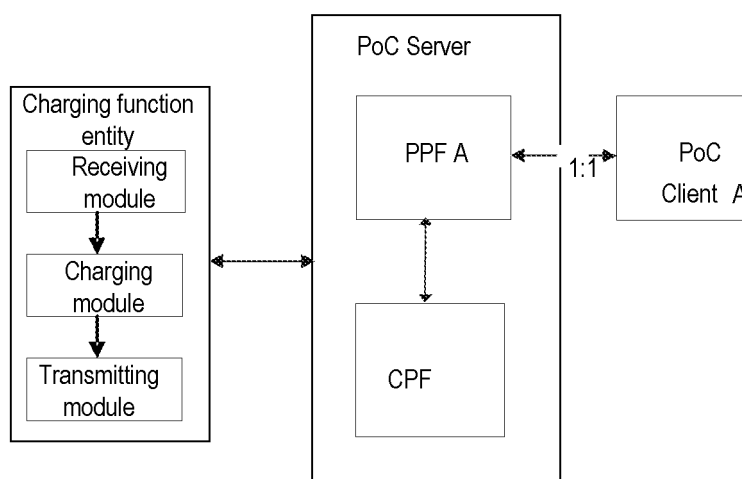 PoC Server
Charging function
entity
Receiving
module
Charging
module
Transmitting
module
PPF A
1:1
PoC
Client A
CPF